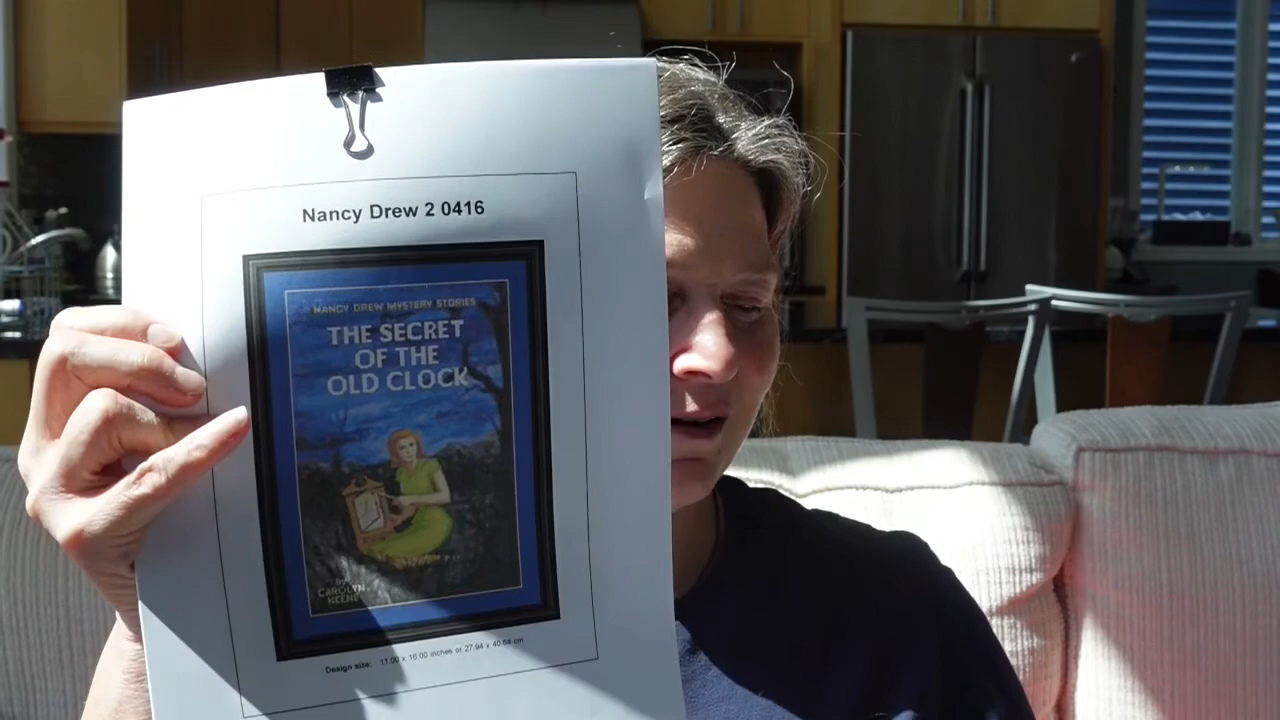 Nancy Drew 2 0416
NANCY DREW MYSTERY STORIES
THE SECRET
OF THE
OLD CLOCK
BY
CAROLYN
KEENE
Design size: 11.00 x 16.00 inches or 27.94 x 40.64 cm